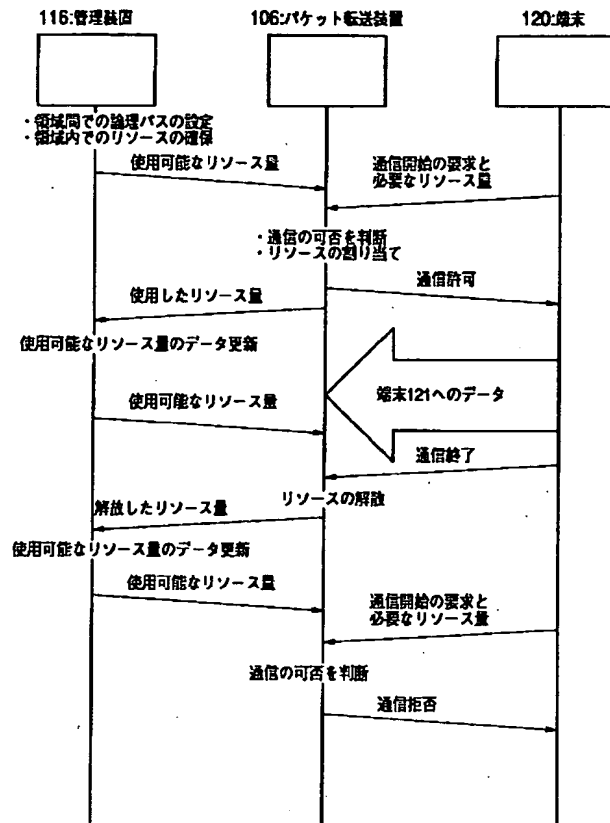 116:管理装置
106:パケット転送装置
120:端末
・領域間での論理パスの設定
・領域内でのリソースの確保
使用可能なリソース量
通信開始の要求と
必要なリソース量
・通信の可否を判断
・リソースの割り当て
通信許可
使用したリソース量
使用可能なリソース量のデータ更新
端末121へのデータ
使用可能なリソース量
通信終了
リソースの解放
解放したリソース量
使用可能なリソース量のデータ更新
使用可能なリソース量
通信開始の要求と
必要なリソース量
通信の可否を判断
通信拒否